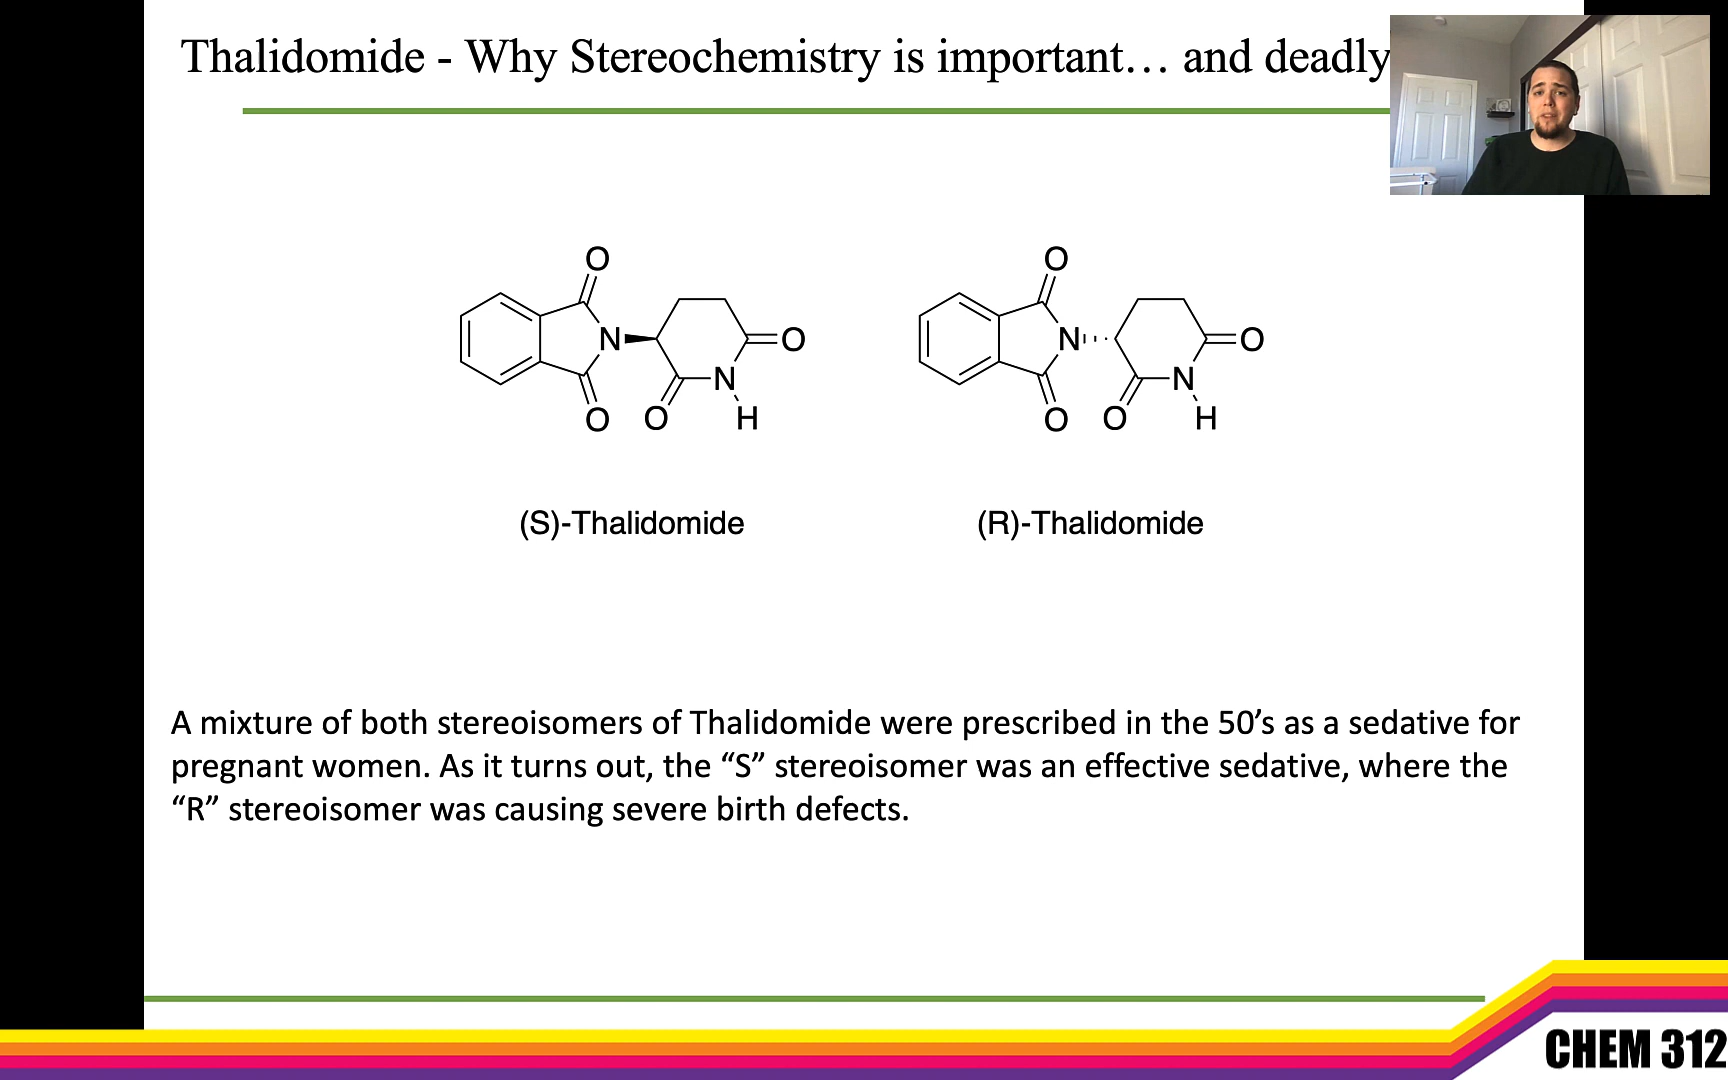 Thalidomide - Why Stereochemistry is important… and deadly
O O
N O
N
O O H
O O
N O
N
O O H
(S)-Thalidomide
(R)-Thalidomide
A mixture of both stereoisomers of Thalidomide were prescribed in the 50’s as a sedative for
pregnant women. As it turns out, the “S” stereoisomer was an effective sedative, where the
“R” stereoisomer was causing severe birth defects.
CHEM 312